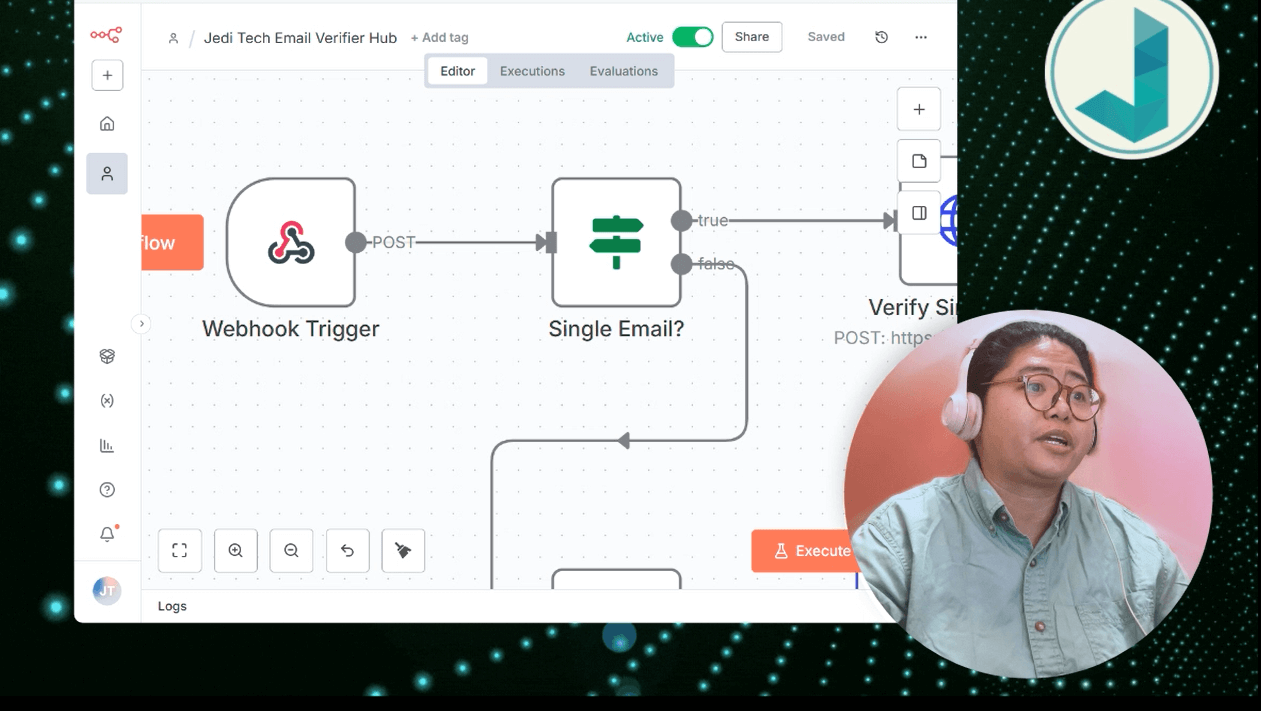 Jedi Tech Email Verifier Hub
+ Add tag
Active
Share
Saved
Editor
Executions
Evaluations
flow
POST
true
false
Webhook Trigger
Single Email?
Verify Si
POST: https
Execute
JT
Logs